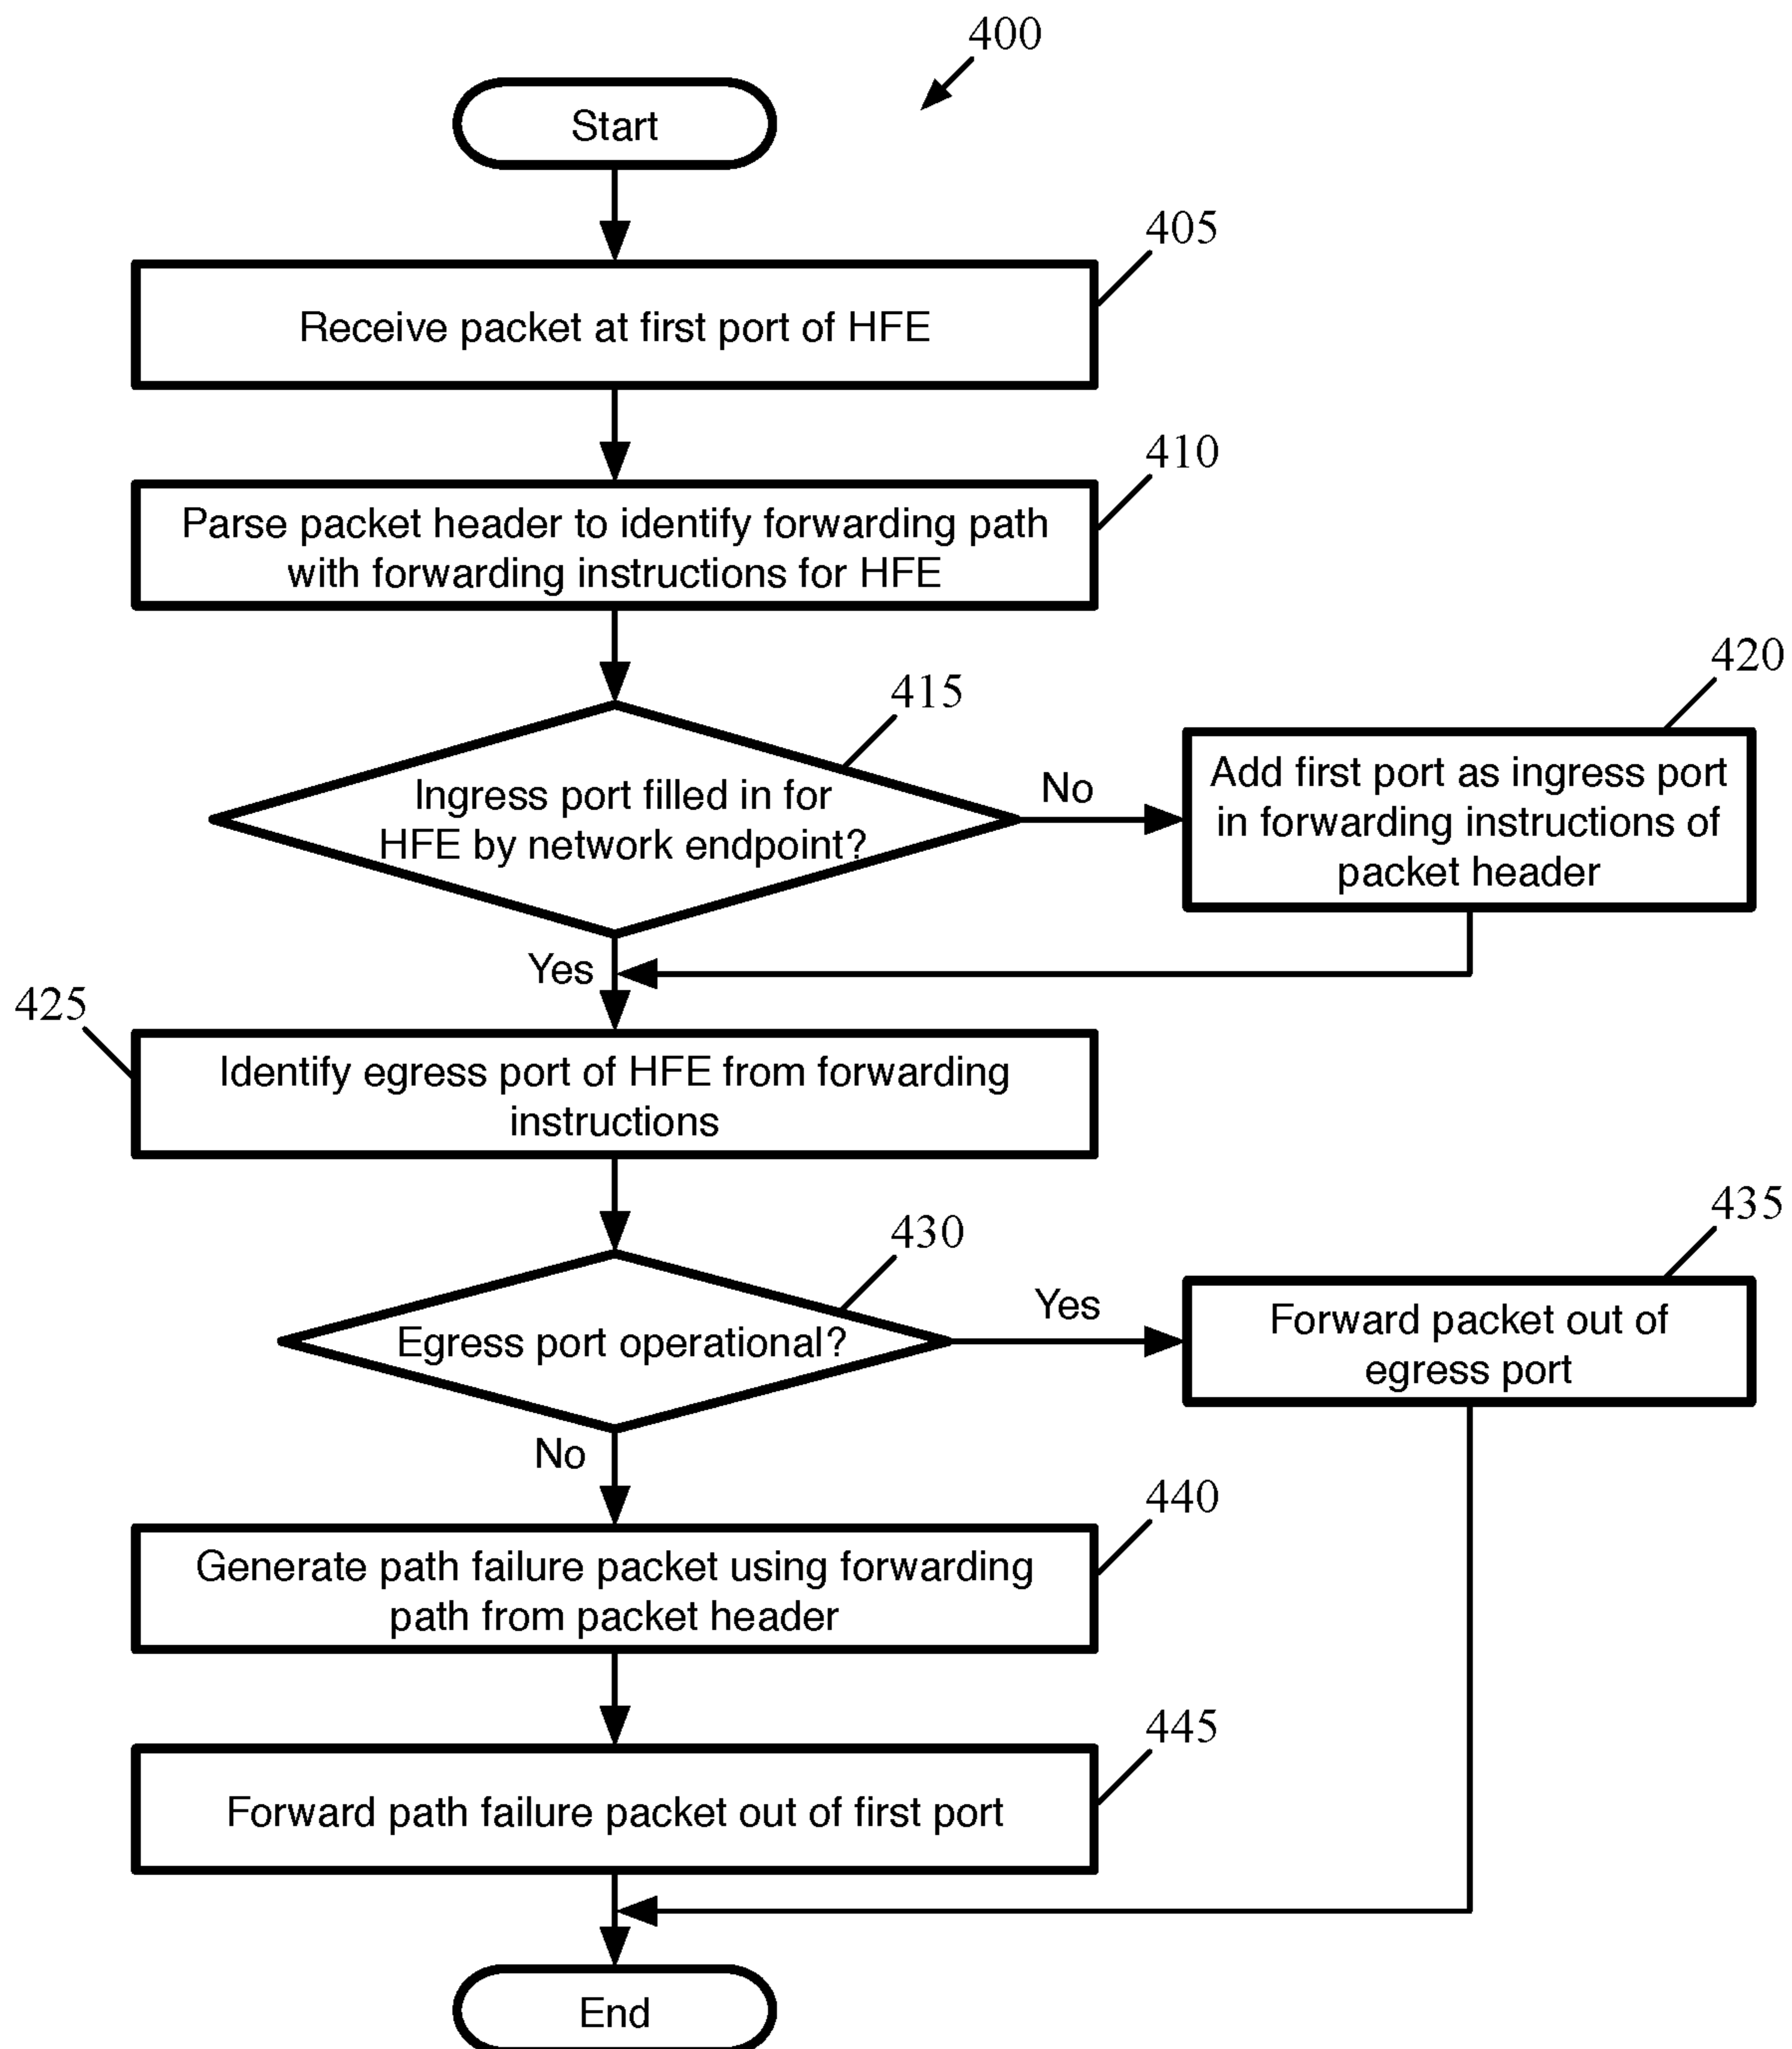 400
Start
405
Receive packet at first port of HFE
410
Parse packet header to identify forwarding path
with forwarding instructions for HFE
415
Ingress port filled in for
HFE by network endpoint?
No
420
Add first port as ingress port
in forwarding instructions of
packet header
Yes
425
Identify egress port of HFE from forwarding
instructions
430
Egress port operational?
Yes
435
Forward packet out of
egress port
No
440
Generate path failure packet using forwarding
path from packet header
445
Forward path failure packet out of first port
End